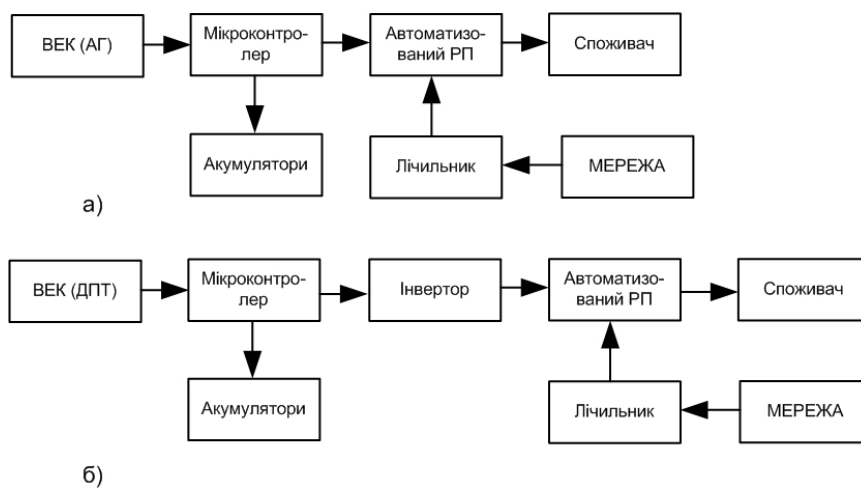 ВЕК (АГ)
Мікроконтро-
лер
Автоматизо-
ваний РП
Споживач
Акумулятори
Лічильник
МЕРЕЖА
а)
ВЕК (ДПТ)
Мікроконтро-
лер
Інвертор
Автоматизо-
ваний РП
Споживач
Акумулятори
Лічильник
МЕРЕЖА
б)